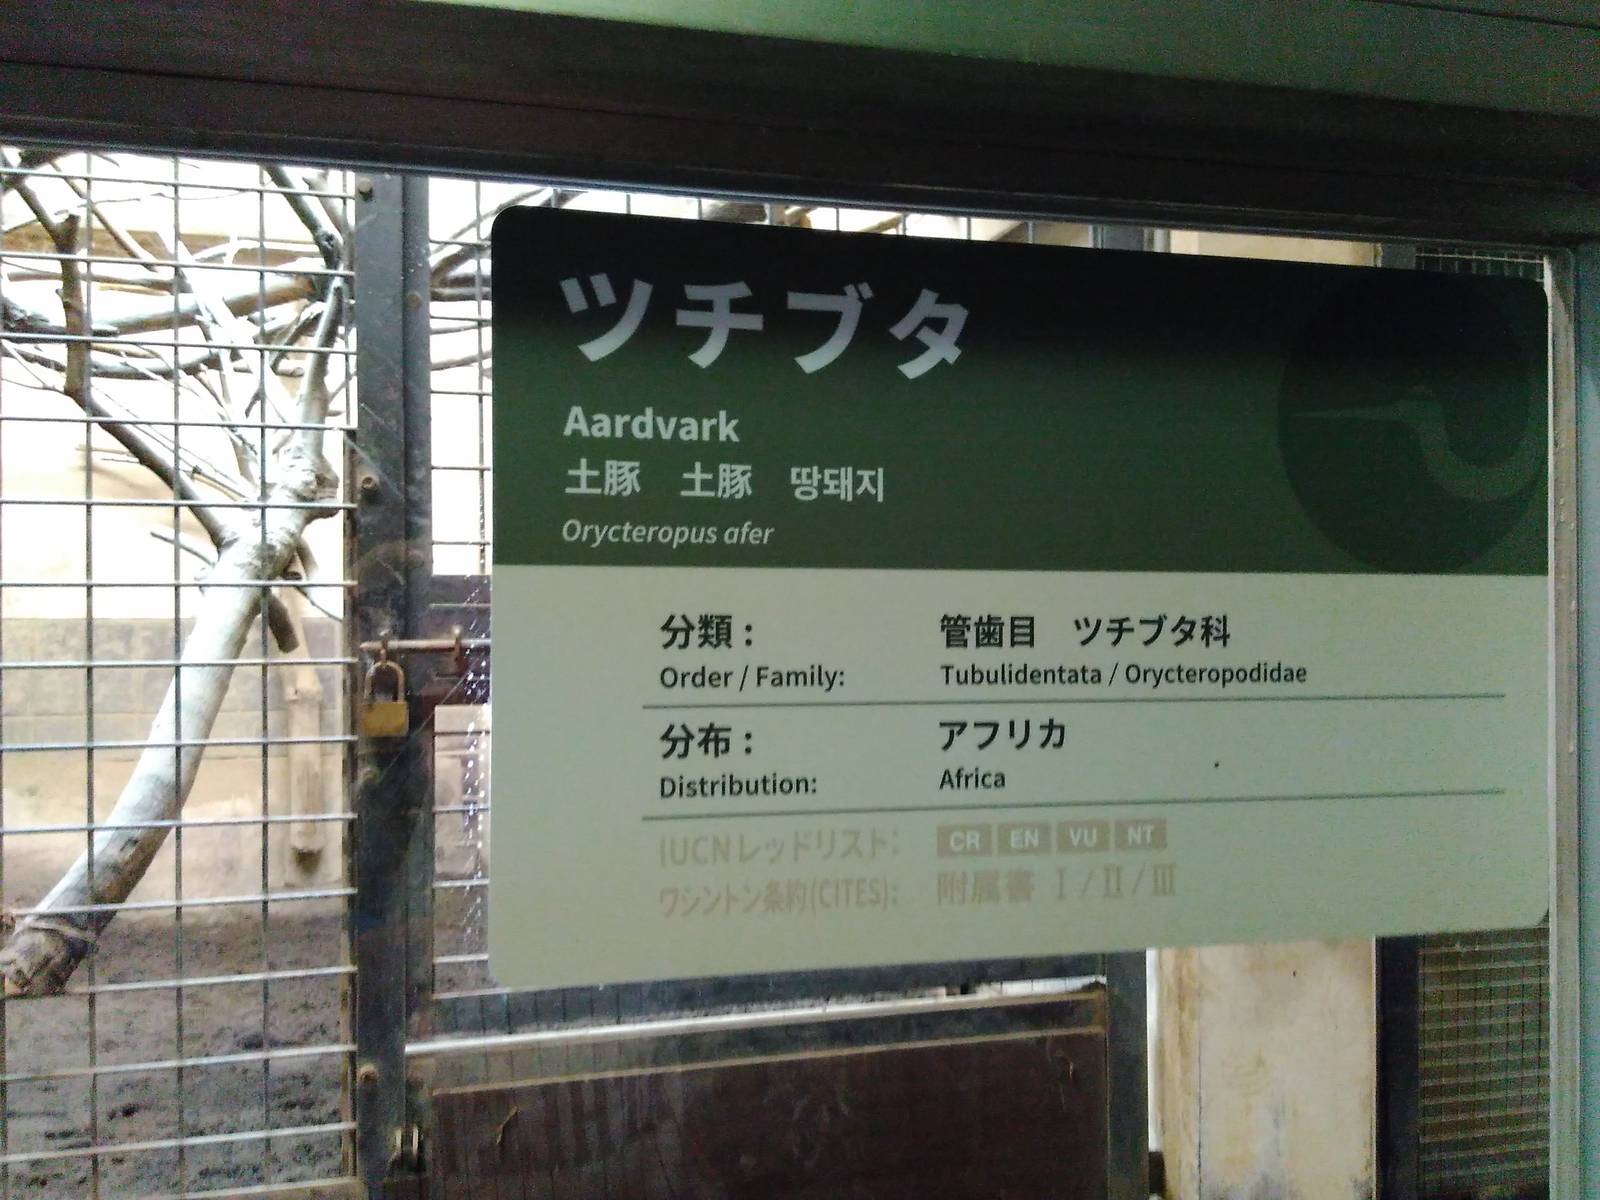 ツチブタ
Aardvark
土豚 土豚 땅돼지
Orycteropus afer
分類： 管歯目 ツチブタ科
Order / Family: Tubulidentata / Orycteropodidae
分布： アフリカ
Distribution: Africa
IUCNレッドリスト： CR EN VU NT
ワシントン条約(CITES)： 附属書 Ⅰ/Ⅱ/Ⅲ